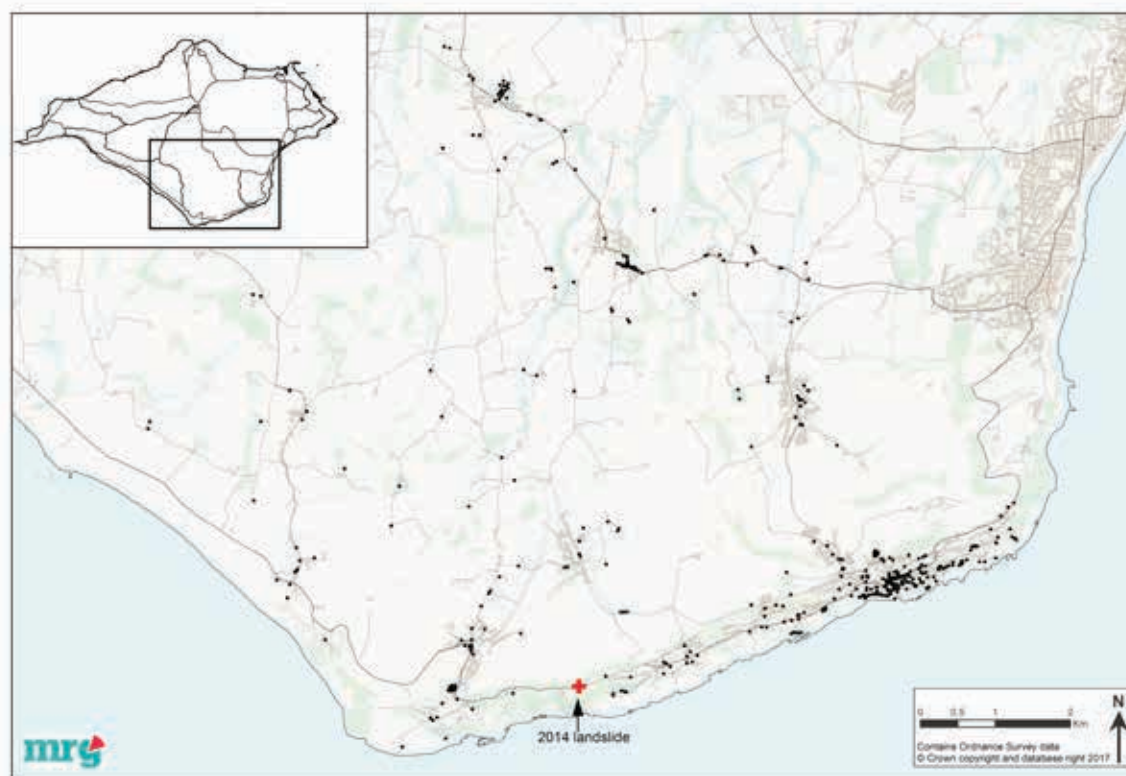 2014 landslide
mrg
0 0.5 1 2
Km
N
Contains Ordnance Survey data
© Crown copyright and database right 2017